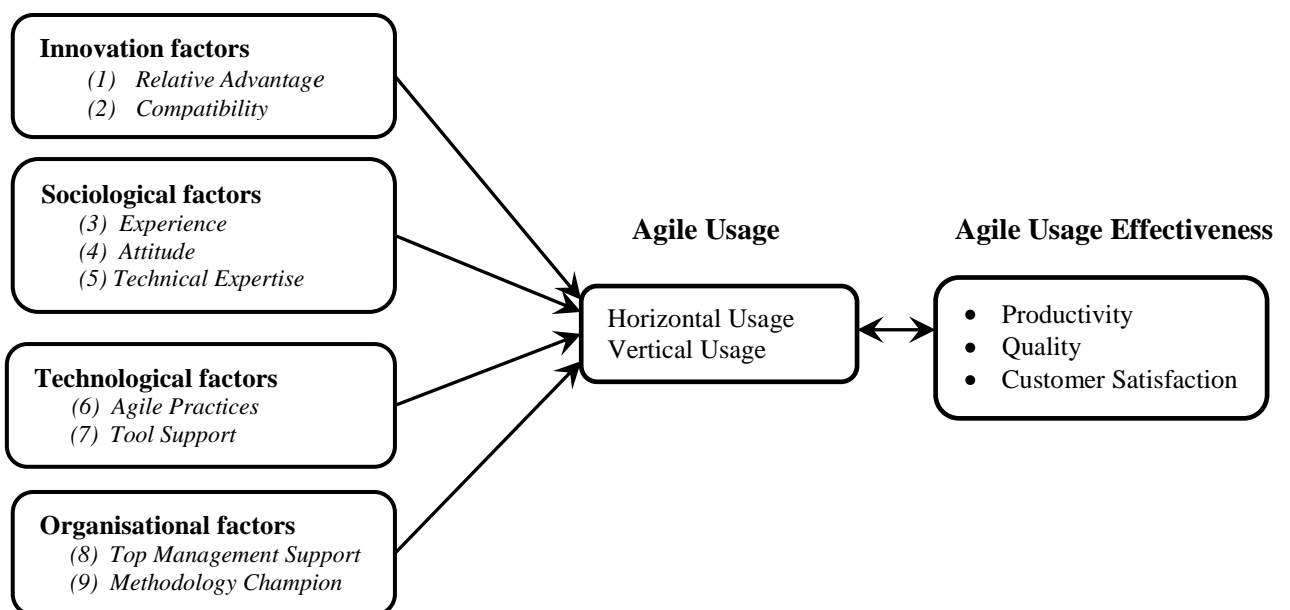 Innovation factors
(1) Relative Advantage
(2) Compatibility
Sociological factors
(3) Experience
(4) Attitude
(5) Technical Expertise
Technological factors
(6) Agile Practices
(7) Tool Support
Organisational factors
(8) Top Management Support
(9) Methodology Champion
Agile Usage
Horizontal Usage
Vertical Usage
Agile Usage Effectiveness
• Productivity
• Quality
• Customer Satisfaction